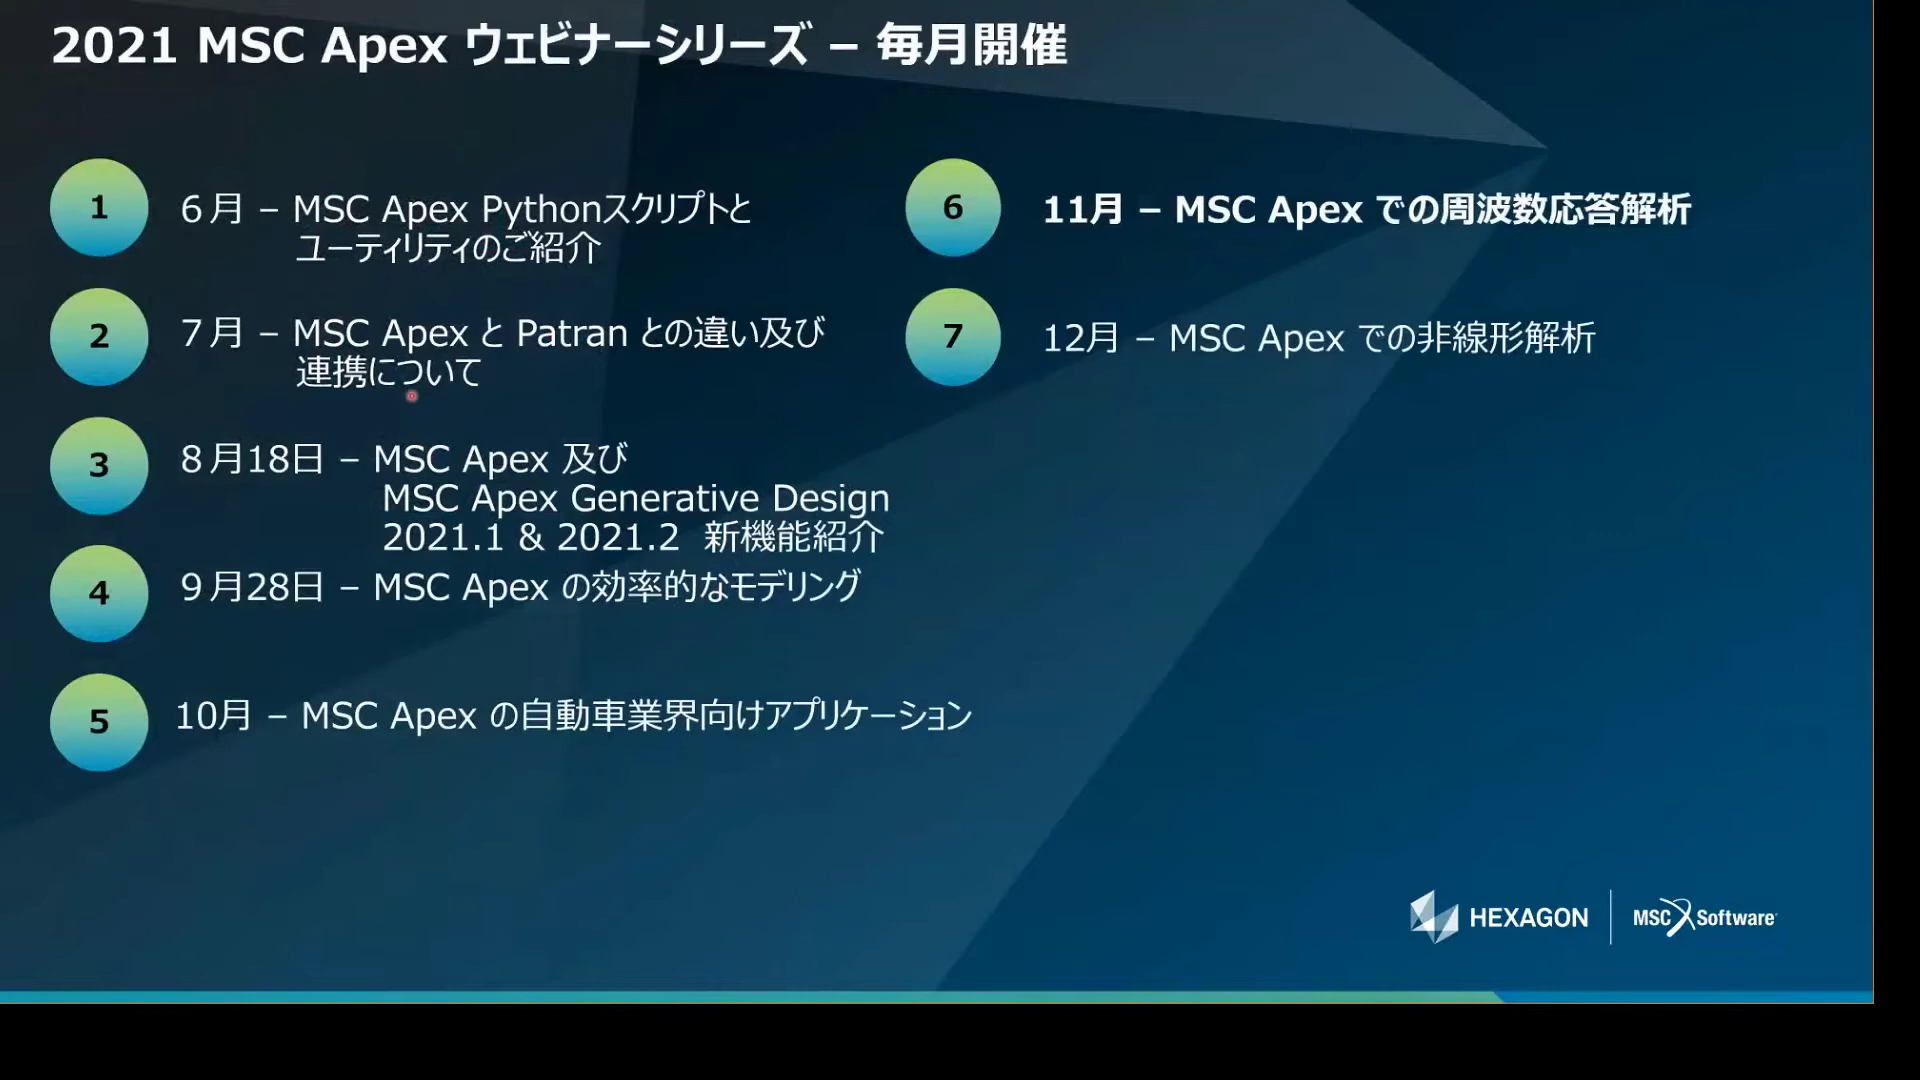 2021 MSC Apex ウェビナーシリーズ – 毎月開催
1
6月 – MSC Apex Pythonスクリプトと
ユーティリティのご紹介
2
7月 – MSC Apex と Patran との違い及び
連携について
3
8月18日 – MSC Apex 及び
MSC Apex Generative Design
2021.1 & 2021.2 新機能紹介
4
9月28日 – MSC Apex の効率的なモデリング
5
10月 – MSC Apex の自動車業界向けアプリケーション
6
11月 – MSC Apex での周波数応答解析
7
12月 – MSC Apex での非線形解析
HEXAGON
MSC Software